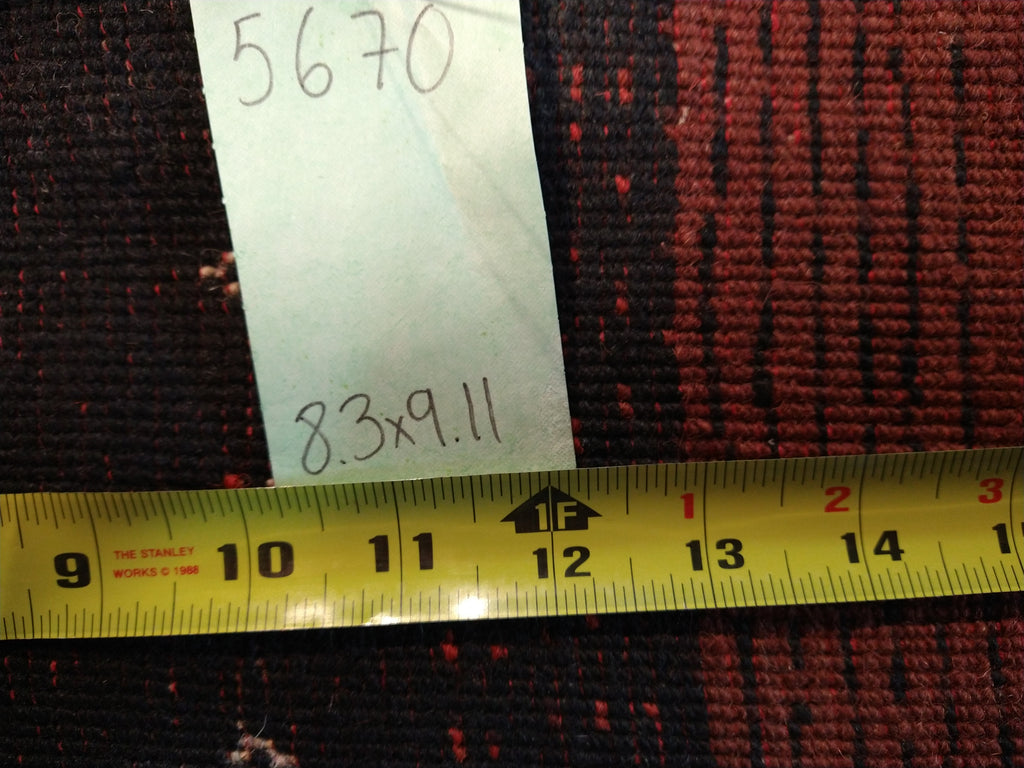 5670
8.3x9.11
1 2 3
1F
9 THE STANLEY 10 11 12 13 14
WORKS © 1988